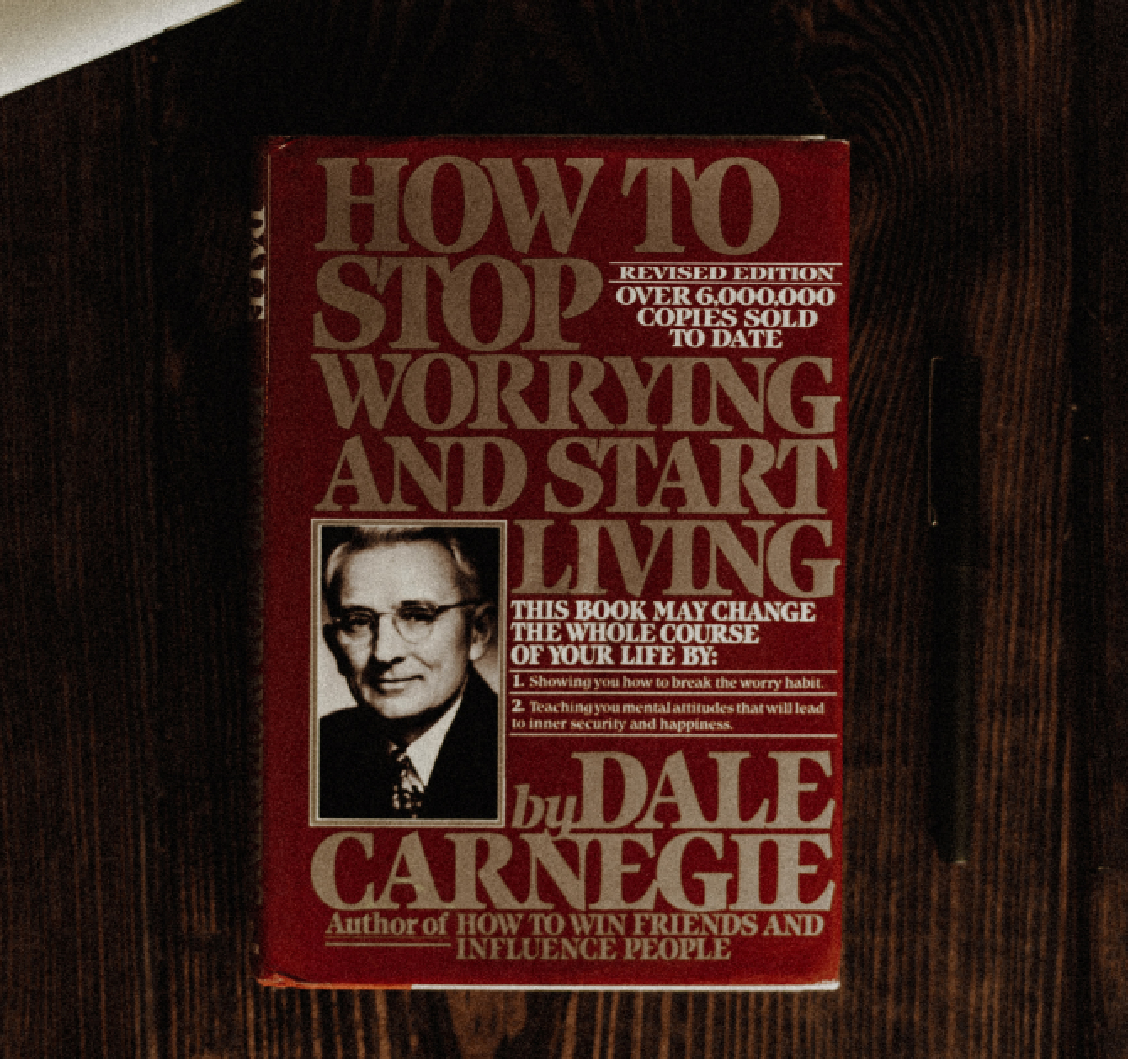 HOW TO
STOP
REVISED EDITION
OVER 6,000,000
COPIES SOLD
TO DATE
WORRYING
AND START
LIVING
THIS BOOK MAY CHANGE
THE WHOLE COURSE
OF YOUR LIFE BY:
1. Showing you how to break the worry habit.
2. Teaching you mental attitudes that will lead
to inner security and happiness.
by DALE
CARNEGIE
Author of HOW TO WIN FRIENDS AND
INFLUENCE PEOPLE
DALE